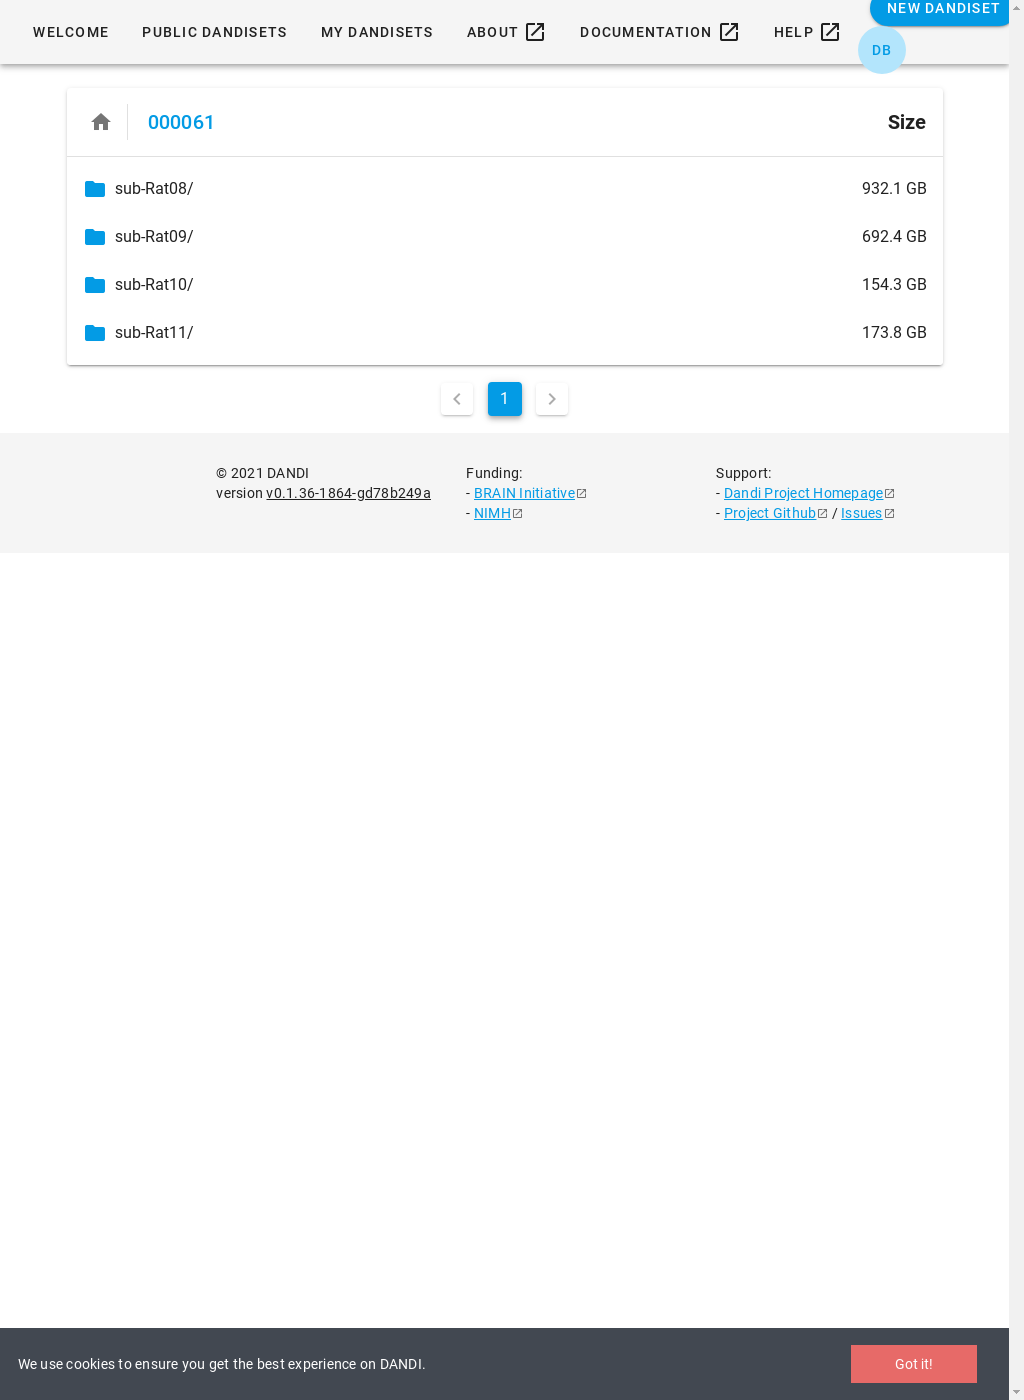 NEW DANDISET
WELCOME PUBLIC DANDISETS MY DANDISETS ABOUT DOCUMENTATION HELP
DB
000061 Size
sub-Rat08/ 932.1 GB
sub-Rat09/ 692.4 GB
sub-Rat10/ 154.3 GB
sub-Rat11/ 173.8 GB
1
© 2021 DANDI Funding: Support:
version v0.1.36-1864-gd78b249a - BRAIN Initiative - Dandi Project Homepage
- NIMH - Project Github / Issues
We use cookies to ensure you get the best experience on DANDI. Got it!